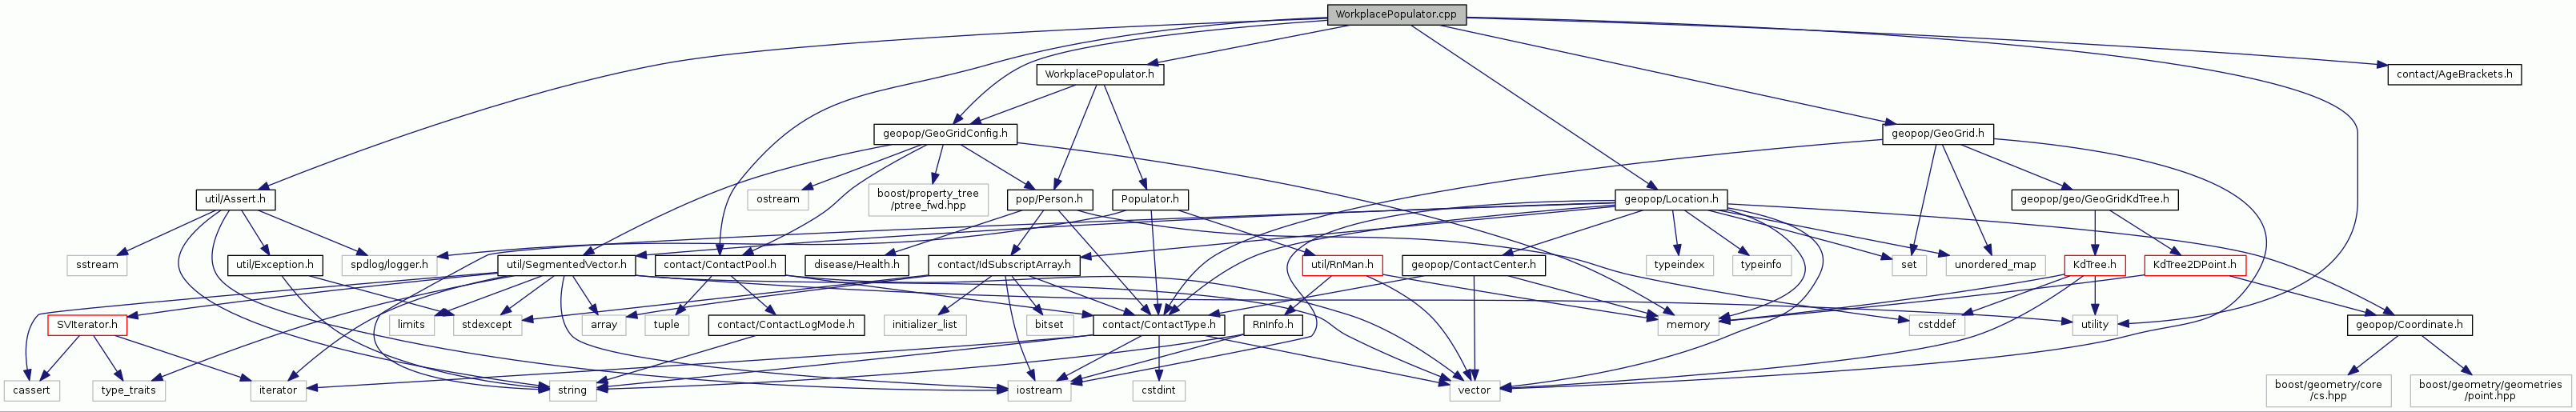 WorkplacePopulator.cpp
WorkplacePopulator.h
contact/AgeBrackets.h
geopop/GeoGridConfig.h
geopop/GeoGrid.h
util/Assert.h
ostream
boost/property_tree
/ptree_fwd.hpp
pop/Person.h
Populator.h
geopop/Location.h
geopop/geo/GeoGridKdTree.h
sstream
util/Exception.h
spdlog/logger.h
util/SegmentedVector.h
contact/ContactPool.h
disease/Health.h
contact/IdSubscriptArray.h
util/RnMan.h
geopop/ContactCenter.h
typeindex
typeinfo
set
unordered_map
KdTree.h
KdTree2DPoint.h
SVIterator.h
limits
stdexcept
array
tuple
contact/ContactLogMode.h
initializer_list
bitset
contact/ContactType.h
RnInfo.h
memory
cstddef
utility
geopop/Coordinate.h
cassert
type_traits
iterator
string
iostream
cstdint
vector
boost/geometry/core
/cs.hpp
boost/geometry/geometries
/point.hpp